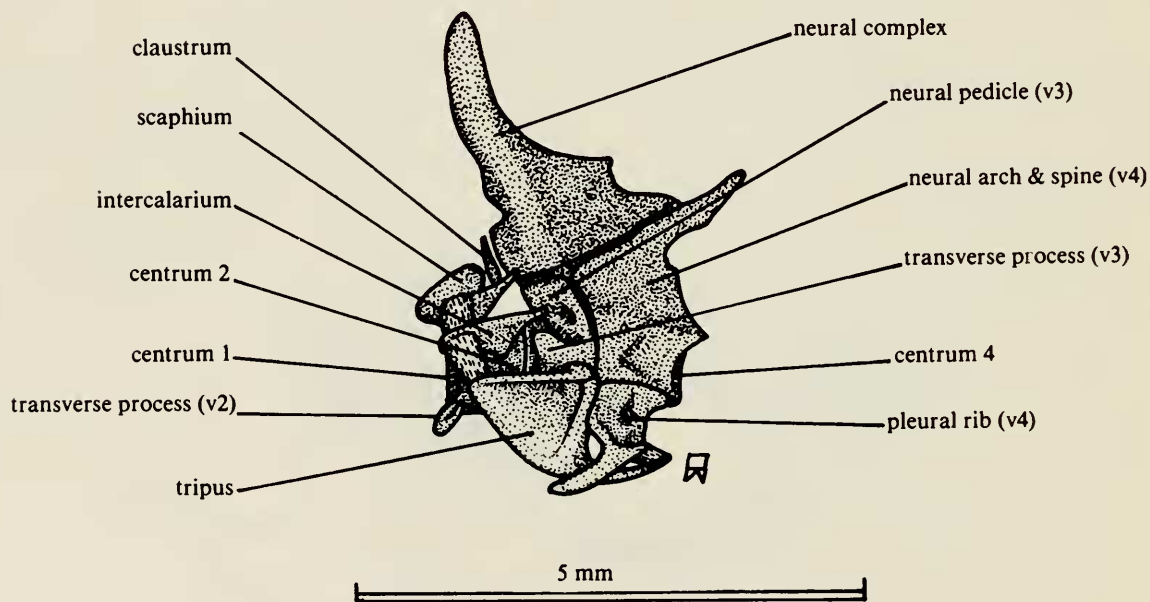 claustrum
scaphium
intercalarium
centrum 2
centrum 1
transverse process (v2)
tripus
neural complex
neural pedicle (v3)
neural arch & spine (v4)
transverse process (v3)
centrum 4
pleural rib (v4)
5 mm